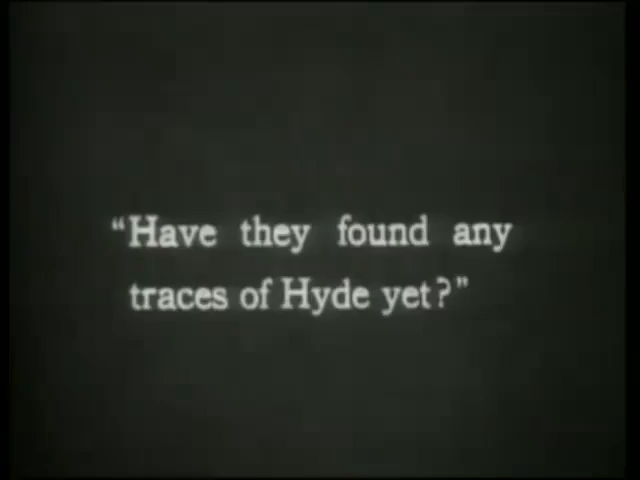 “Have they found any
traces of Hyde yet?”